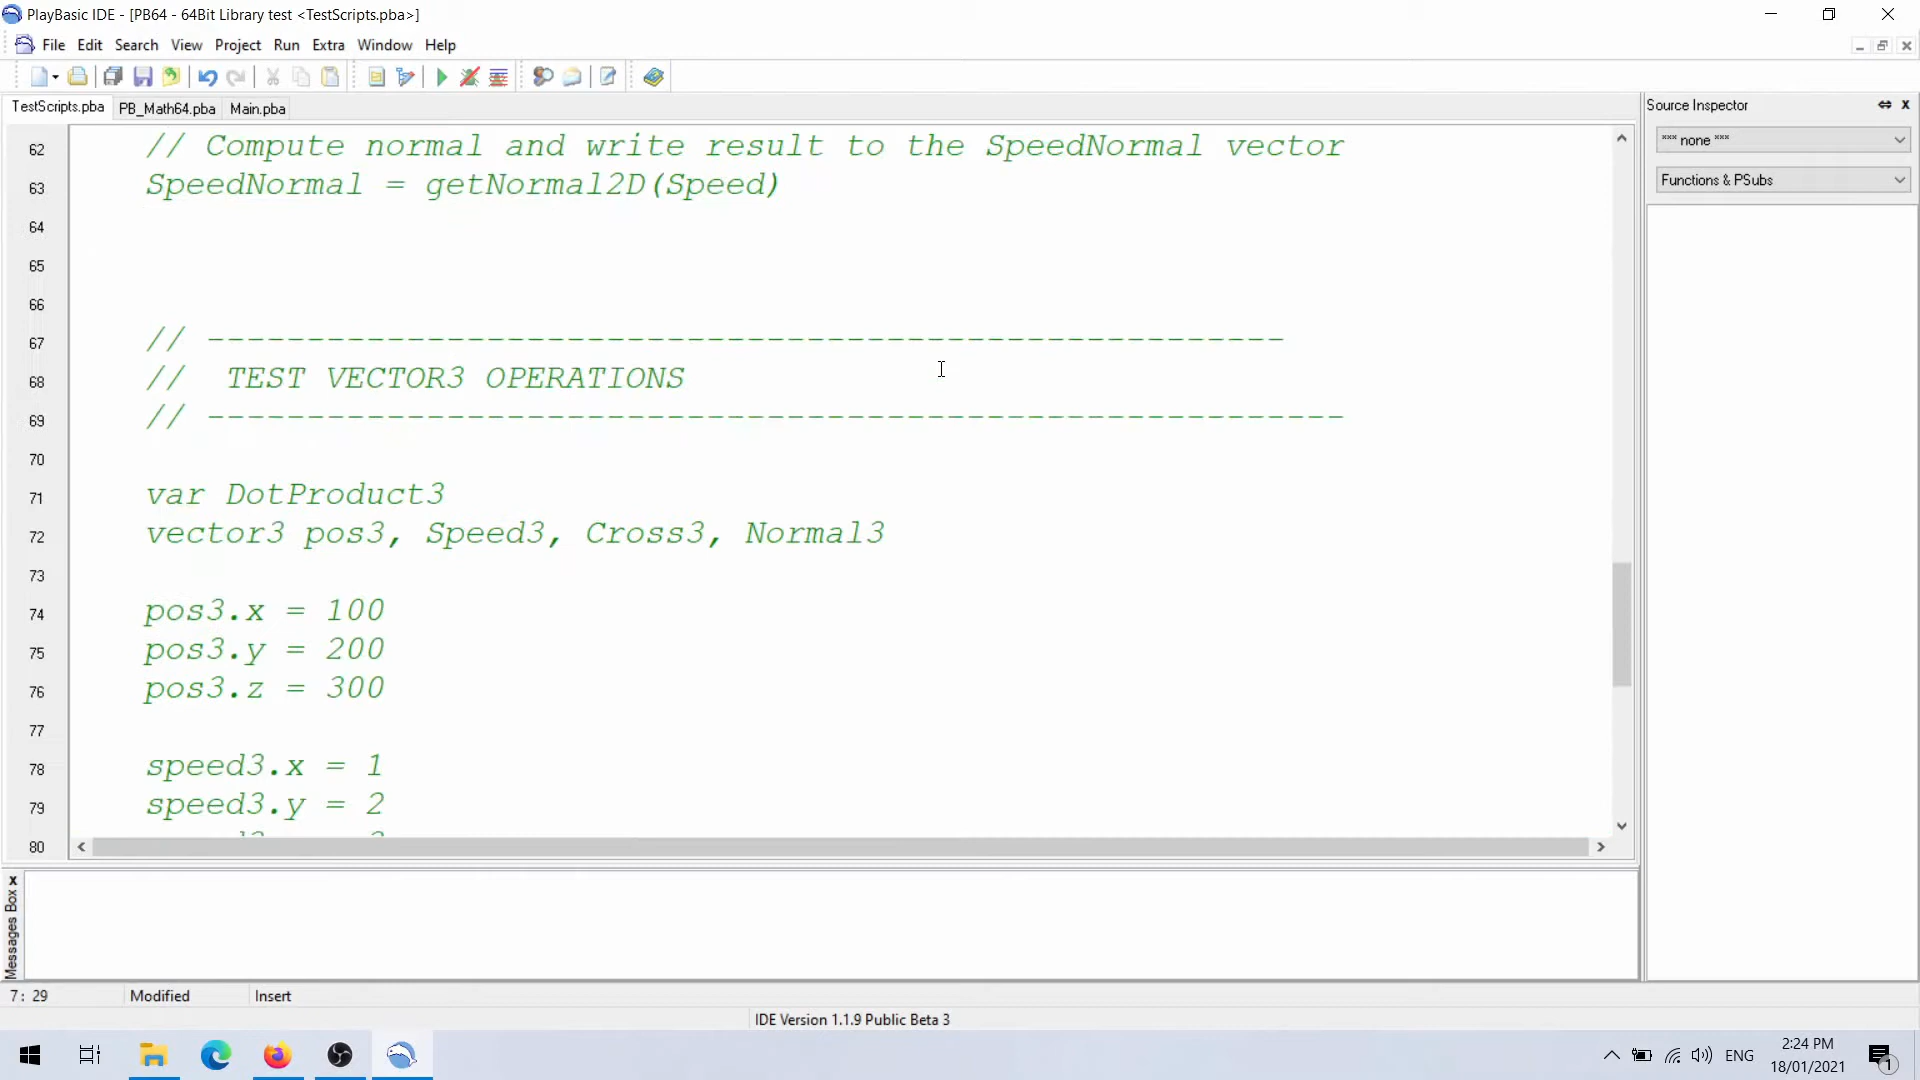 PlayBasic IDE - [PB64 - 64Bit Library test <TestScripts.pba>]
File Edit Search View Project Run Extra Window Help
TestScripts.pba PB_Math64.pba Main.pba
Source Inspector
*** none ***
Functions & PSubs
62 // Compute normal and write result to the SpeedNormal vector
63 SpeedNormal = getNormal2D(Speed)
64
65
66
67 // ------------------------------------------------------
68 // TEST VECTOR3 OPERATIONS
69 // ---------------------------------------------------------
70
71 var DotProduct3
72 vector3 pos3, Speed3, Cross3, Normal3
73
74 pos3.x = 100
75 pos3.y = 200
76 pos3.z = 300
77
78 speed3.x = 1
79 speed3.y = 2
80
Messages Box
7: 29 Modified Insert
IDE Version 1.1.9 Public Beta 3
ENG
2:24 PM
18/01/2021
1